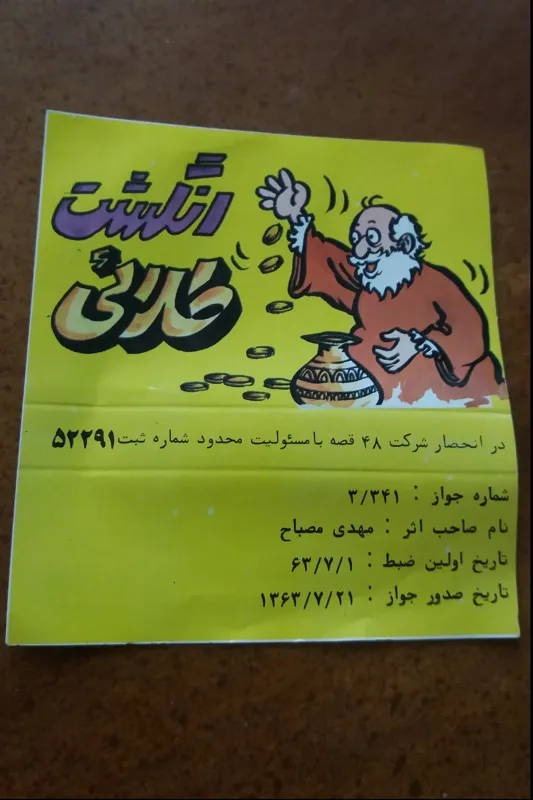 انگشت
طلائی
در انحصار شرکت ۴۸ قصه با مسئولیت محدود شماره ثبت ۵۲۲۹۱
شماره جواز : ۳/۳۴۱
نام صاحب اثر : مهدی مصباح
تاریخ اولین ضبط : ۶۳/۷/۱
تاریخ صدور جواز : ۱۳۶۳/۷/۲۱